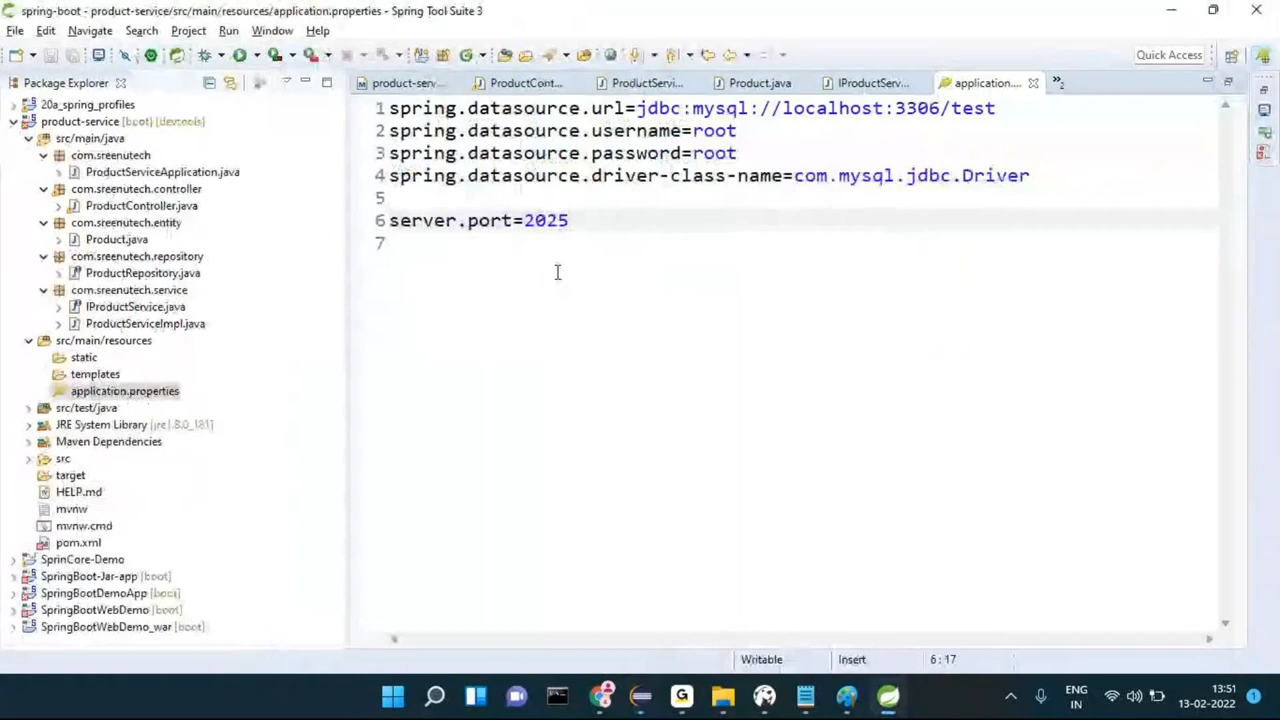 spring-boot - product-service/src/main/resources/application.properties - Spring Tool Suite 3
File Edit Navigate Search Project Run Window Help
Quick Access
Package Explorer
product-serv...
ProductCont...
ProductServi...
Product.java
IProductServ...
application....
20a_spring_profiles
product-service [boot] [devtools]
src/main/java
com.sreenutech
ProductServiceApplication.java
com.sreenutech.controller
ProductController.java
com.sreenutech.entity
Product.java
com.sreenutech.repository
ProductRepository.java
com.sreenutech.service
IProductService.java
ProductServiceImpl.java
src/main/resources
static
templates
application.properties
src/test/java
JRE System Library [jre1.8.0_181]
Maven Dependencies
src
target
HELP.md
mvnw
mvnw.cmd
pom.xml
SprinCore-Demo
SpringBoot-Jar-app [boot]
SpringBootDemoApp [boot]
SpringBootWebDemo [boot]
SpringBootWebDemo_war [boot]
1 spring.datasource.url=jdbc:mysql://localhost:3306/test
2 spring.datasource.username=root
3 spring.datasource.password=root
4 spring.datasource.driver-class-name=com.mysql.jdbc.Driver
5
6 server.port=2025
7
Writable
Insert
6 : 17
ENG
IN
13:51
13-02-2022